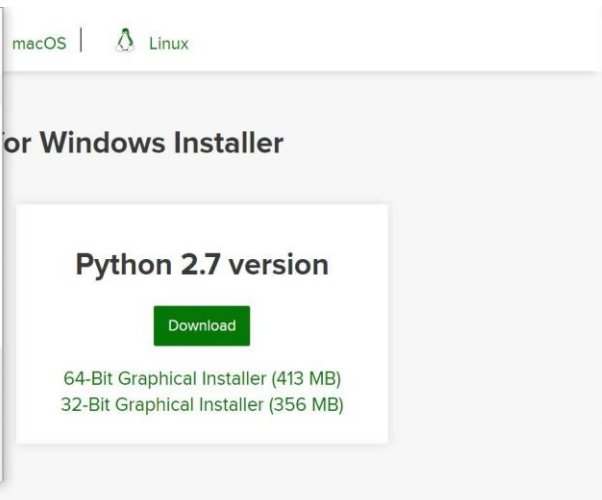 macOS | Linux
or Windows Installer
Python 2.7 version
Download
64-Bit Graphical Installer (413 MB)
32-Bit Graphical Installer (356 MB)